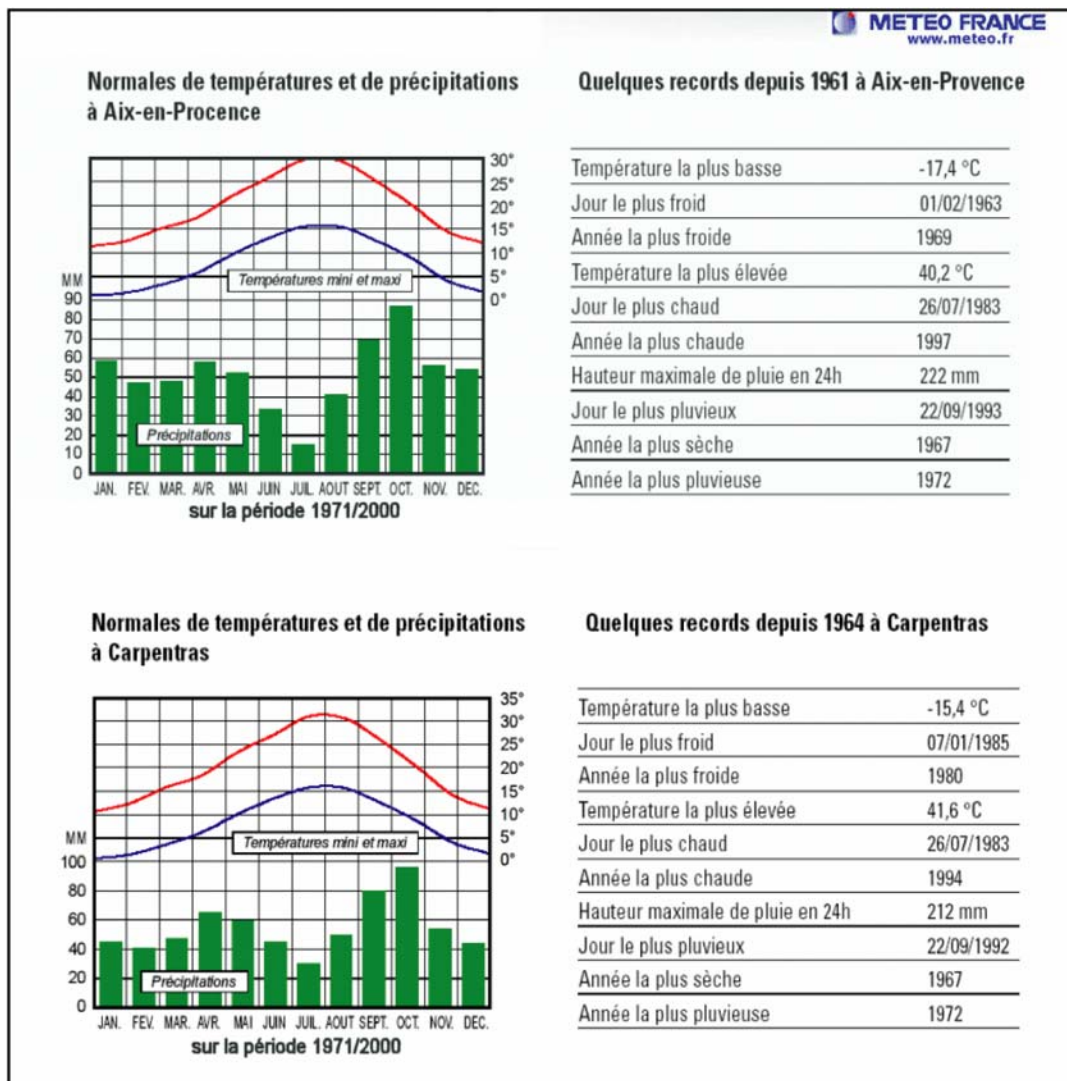 METEO FRANCE
www.meteo.fr
Normales de températures et de précipitations
à Aix-en-Procence
30°
25°
20°
15°
10°
5°
0°
Températures mini et maxi
MM
90
80
70
60
50
40
30
20
10
0
Précipitations
JAN. FEV. MAR. AVR. MAI JUIN JUIL. AOUT SEPT. OCT. NOV. DEC.
sur la période 1971/2000
Quelques records depuis 1961 à Aix-en-Provence
Température la plus basse -17,4 °C
Jour le plus froid 01/02/1963
Année la plus froide 1969
Température la plus élevée 40,2 °C
Jour le plus chaud 26/07/1983
Année la plus chaude 1997
Hauteur maximale de pluie en 24h 222 mm
Jour le plus pluvieux 22/09/1993
Année la plus sèche 1967
Année la plus pluvieuse 1972
Normales de températures et de précipitations
à Carpentras
35°
30°
25°
20°
15°
10°
5°
0°
Températures mini et maxi
MM
100
80
60
40
20
0
Précipitations
JAN. FEV. MAR. AVR. MAI JUIN JUIL. AOUT SEPT. OCT. NOV. DEC.
sur la période 1971/2000
Quelques records depuis 1964 à Carpentras
Température la plus basse -15,4 °C
Jour le plus froid 07/01/1985
Année la plus froide 1980
Température la plus élevée 41,6 °C
Jour le plus chaud 26/07/1983
Année la plus chaude 1994
Hauteur maximale de pluie en 24h 212 mm
Jour le plus pluvieux 22/09/1992
Année la plus sèche 1967
Année la plus pluvieuse 1972